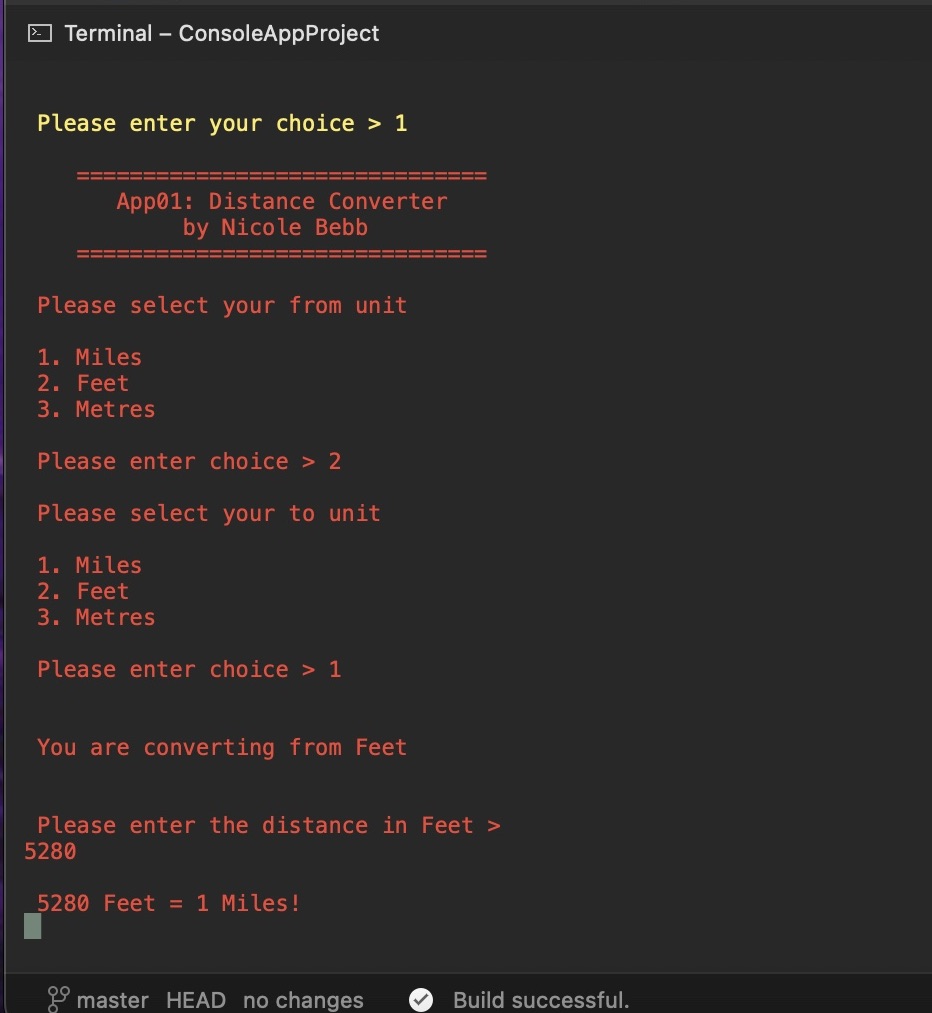 Terminal – ConsoleAppProject
Please enter your choice > 1
===============================
App01: Distance Converter
by Nicole Bebb
===============================
Please select your from unit
1. Miles
2. Feet
3. Metres
Please enter choice > 2
Please select your to unit
1. Miles
2. Feet
3. Metres
Please enter choice > 1
You are converting from Feet
Please enter the distance in Feet >
5280
5280 Feet = 1 Miles!
master HEAD no changes Build successful.